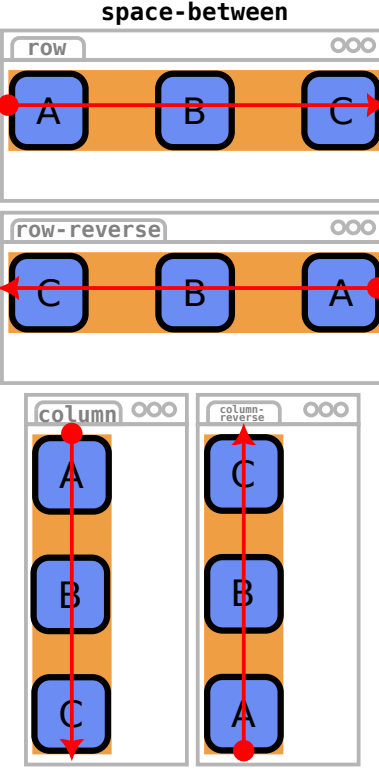 space-between
row
A B C
row-reverse
C B A
column
A
B
C
column-
reverse
C
B
A